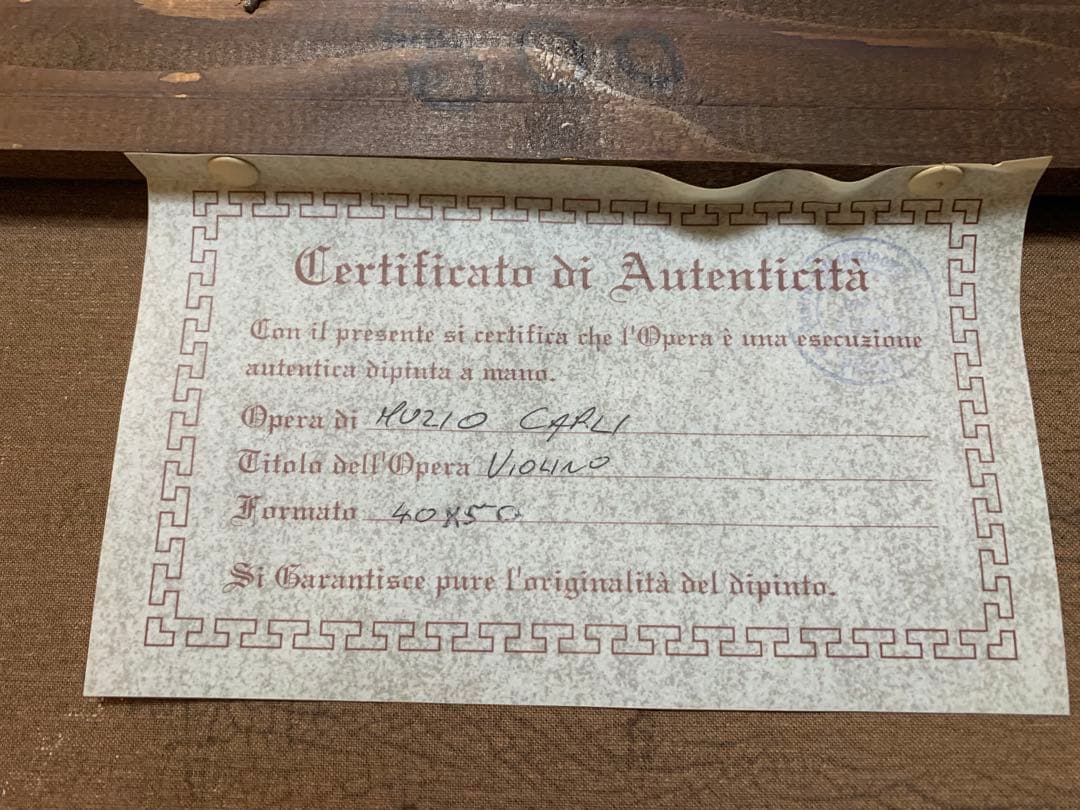 Certificato di Autenticità
Con il presente si certifica che l'Opera è una esecuzione
autentica dipinta a mano.
Opera di MUZIO CARLI
Titolo dell'Opera VIOLINO
Formato 40x50
Si Garantisce pure l'originalità del dipinto.